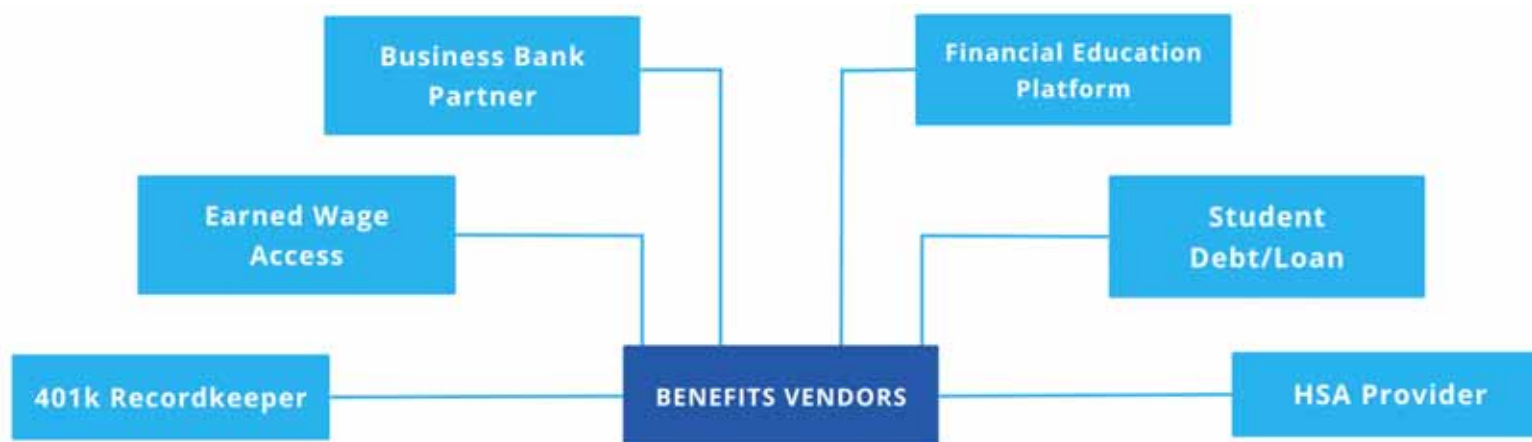 Business Bank
Partner
Financial Education
Platform
Earned Wage
Access
Student
Debt/Loan
401k Recordkeeper
BENEFITS VENDORS
HSA Provider